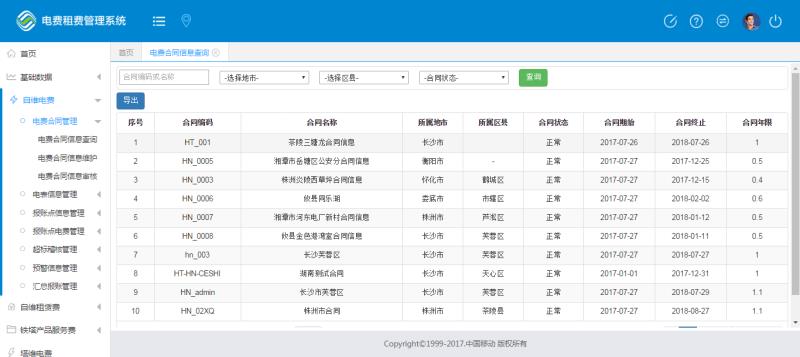 电费租费管理系统
首页
基础数据
自维电费
电费合同管理
电费合同信息查询
电费合同信息维护
电费合同信息审核
电表信息管理
报账点信息管理
报账点电费管理
超标稽核管理
预警信息管理
汇总报账管理
自维租赁费
铁塔产品服务费
塔维电费
首页 电费合同信息查询
合同编码或名称 -选择地市- -选择区县- -合同状态- 查询
导出
序号 合同编码 合同名称 所属地市 所属区县 合同状态 合同期始 合同终止 合同年限
1 HT_001 茶陵三塘龙合同信息 长沙市 正常 2017-07-26 2018-07-26 1
2 HN_0005 湘潭市岳塘区公安分合同信息 衡阳市 - 正常 2017-07-27 2017-12-25 0.5
3 HN_0003 株洲炎陵西草坪合同信息 怀化市 鹤城区 正常 2017-07-27 2017-12-15 0.4
4 HN_0006 攸县网乐湖 娄底市 市辖区 正常 2017-07-27 2018-02-02 0.6
5 HN_0007 湘潭市河东电厂新村合同信息 株洲市 芦淞区 正常 2017-07-27 2018-01-12 0.5
6 HN_0008 攸县金色港湾室合同信息 长沙市 芙蓉区 正常 2017-07-27 2018-01-11 0.5
7 hn_003 长沙芙蓉区 长沙市 芙蓉区 正常 2017-07-27 2018-07-27 1
8 HT-HN-CESHI 湖南测试合同 长沙市 天心区 正常 2017-01-01 2017-12-31 1
9 HN_admin 长沙市芙蓉区 长沙市 芙蓉区 正常 2017-07-27 2018-07-29 1.1
10 HN_02XQ 株洲市合同 株洲市 茶陵县 正常 2017-07-27 2018-08-27 1.1
Copyright©1999-2017.中国移动 版权所有